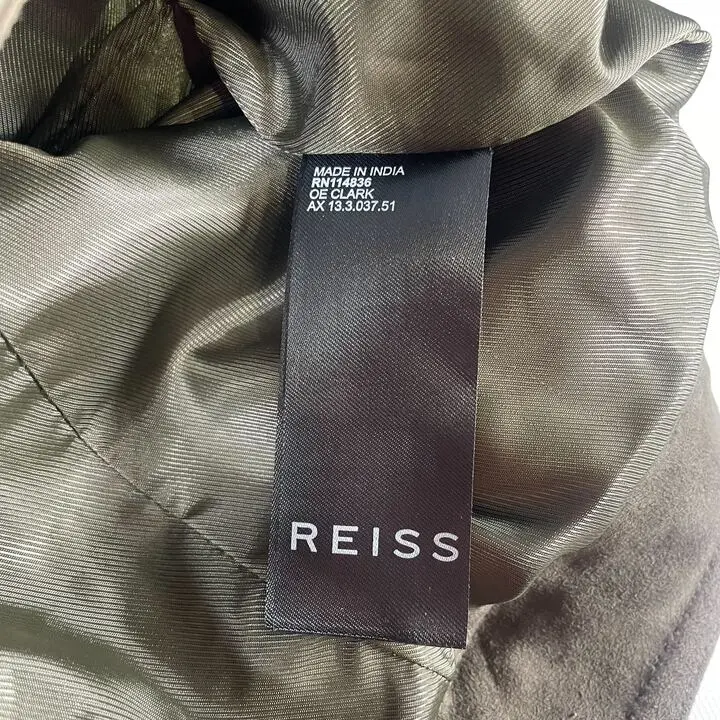 MADE IN INDIA
RN114836
OE CLARK
AX 13.3.037.51
REISS